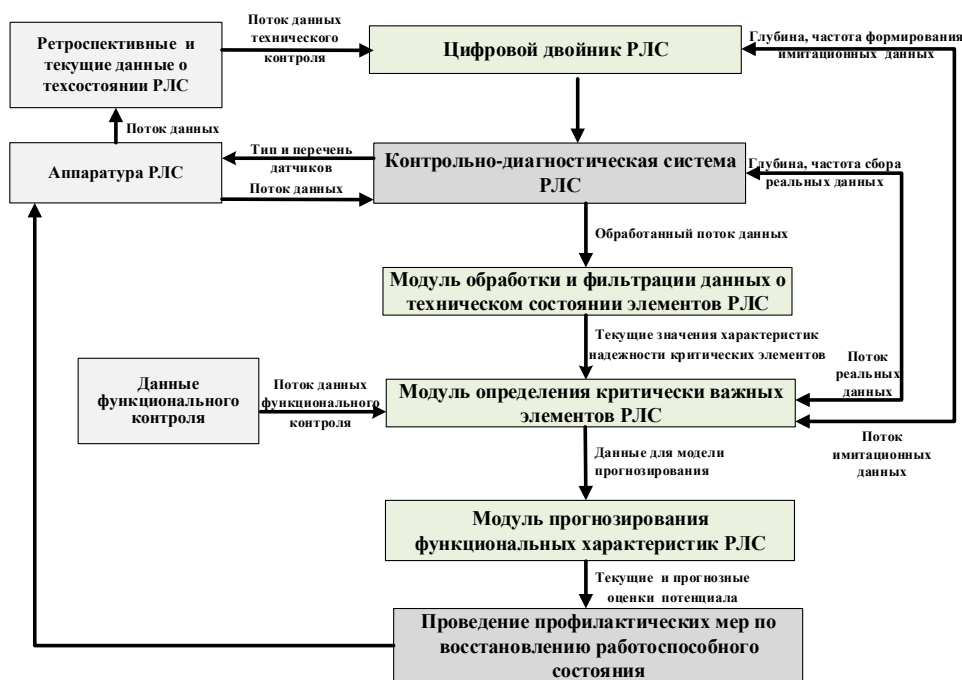 Ретроспективные и
текущие данные о
техсостоянии РЛС
Поток данных
технического
контроля
Цифровой двойник РЛС
Глубина, частота формирования
имитационных данных
Поток данных
Аппаратура РЛС
Тип и перечень
датчиков
Поток данных
Контрольно-диагностическая система
РЛС
Глубина, частота сбора
реальных данных
Обработанный поток данных
Модуль обработки и фильтрации данных о
техническом состоянии элементов РЛС
Текущие значения характеристик
надежности критических элементов
Данные
функционального
контроля
Поток данных
функционального
контроля
Модуль определения критически важных
элементов РЛС
Поток
реальных
данных
Поток
имитационных
данных
Данные для модели
прогнозирования
Модуль прогнозирования
функциональных характеристик РЛС
Текущие и прогнозные
оценки потенциала
Проведение профилактических мер по
восстановлению работоспособного
состояния